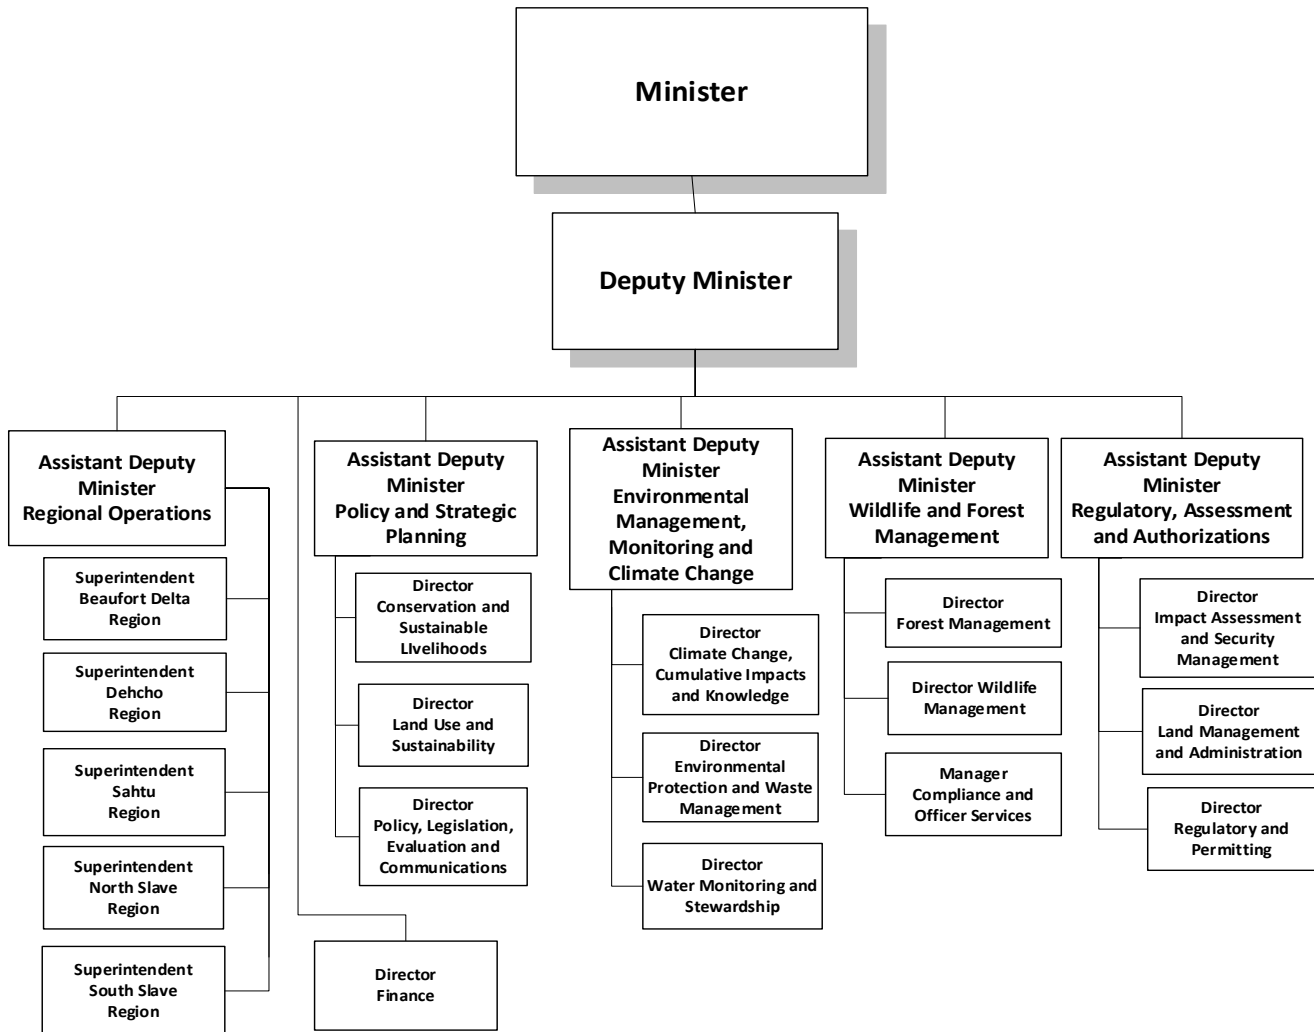 Minister
Deputy Minister
Assistant Deputy
Minister
Regional Operations
Superintendent
Beaufort Delta
Region
Superintendent
Dehcho
Region
Superintendent
Sahtu
Region
Superintendent
North Slave
Region
Superintendent
South Slave
Region
Director
Finance
Assistant Deputy
Minister
Policy and Strategic
Planning
Director
Conservation and
Sustainable
LIvelihoods
Director
Land Use and
Sustainability
Director
Policy, Legislation,
Evaluation and
Communications
Assistant Deputy
Minister
Environmental
Management,
Monitoring and
Climate Change
Director
Climate Change,
Cumulative Impacts
and Knowledge
Director
Environmental
Protection and Waste
Management
Director
Water Monitoring and
Stewardship
Assistant Deputy
Minister
Wildlife and Forest
Management
Director
Forest Management
Director Wildlife
Management
Manager
Compliance and
Officer Services
Assistant Deputy
Minister
Regulatory, Assessment
and Authorizations
Director
Impact Assessment
and Security
Management
Director
Land Management
and Administration
Director
Regulatory and
Permitting